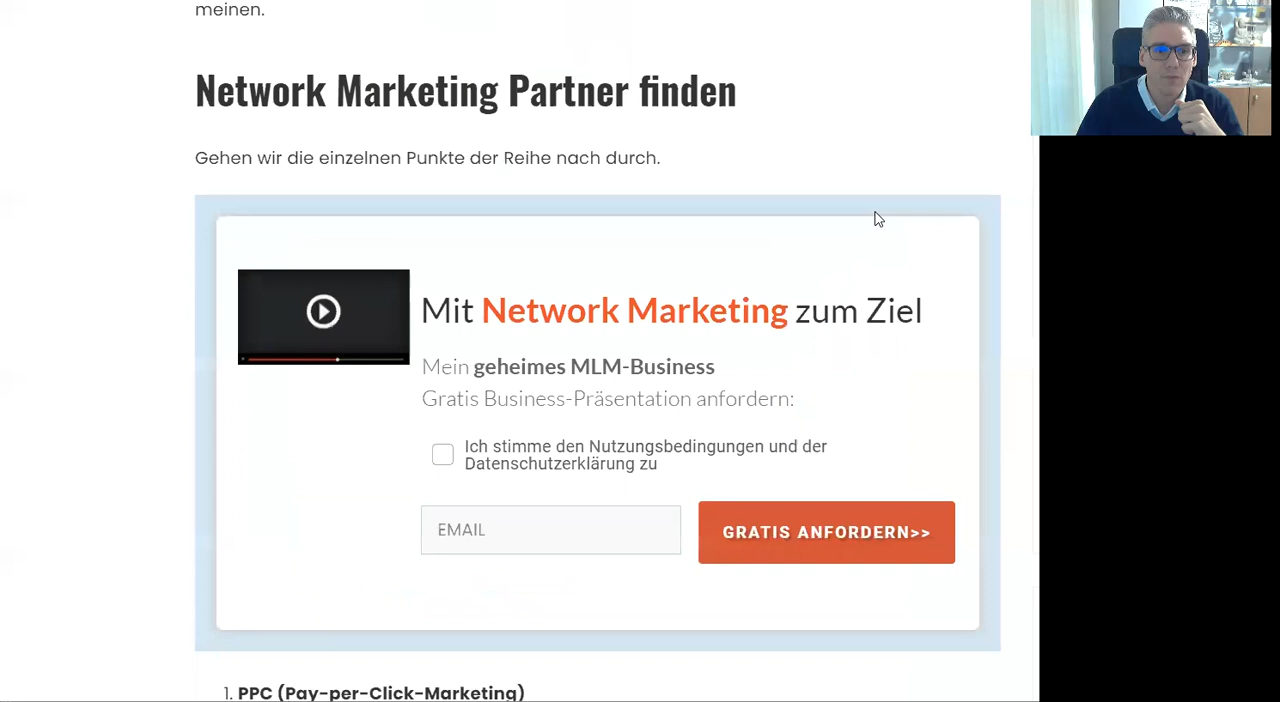 meinen.
Network Marketing Partner finden
Gehen wir die einzelnen Punkte der Reihe nach durch.
Mit Network Marketing zum Ziel
Mein geheimes MLM-Business
Gratis Business-Präsentation anfordern:
Ich stimme den Nutzungsbedingungen und der
Datenschutzerklärung zu
EMAIL
GRATIS ANFORDERN>>
1. PPC (Pay-per-Click-Marketing)